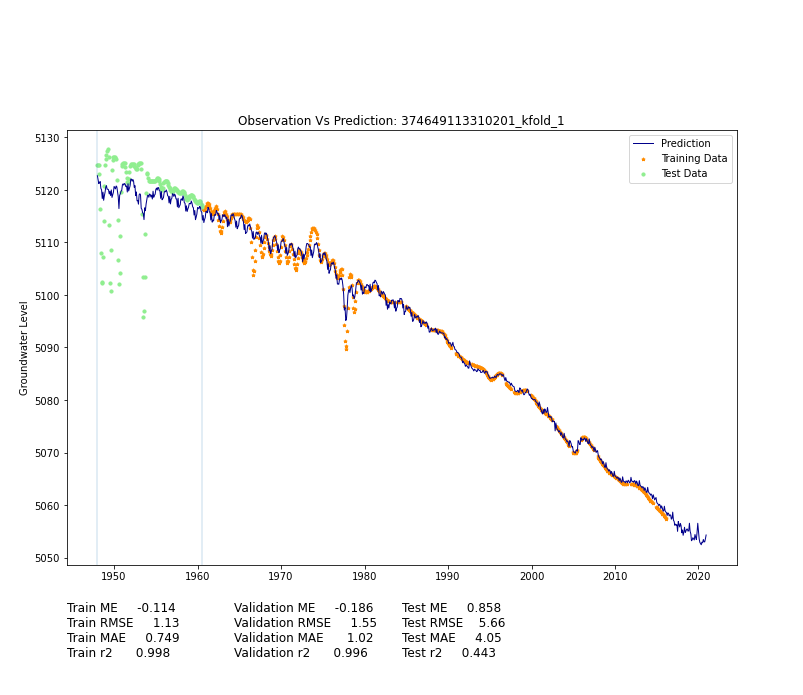 Observation Vs Prediction: 374649113310201_kfold_1
Prediction
Training Data
Test Data
Groundwater Level
5130
5120
5110
5100
5090
5080
5070
5060
5050
1950 1960 1970 1980 1990 2000 2010 2020
Train ME -0.114 Validation ME -0.186 Test ME 0.858
Train RMSE 1.13 Validation RMSE 1.55 Test RMSE 5.66
Train MAE 0.749 Validation MAE 1.02 Test MAE 4.05
Train r2 0.998 Validation r2 0.996 Test r2 0.443